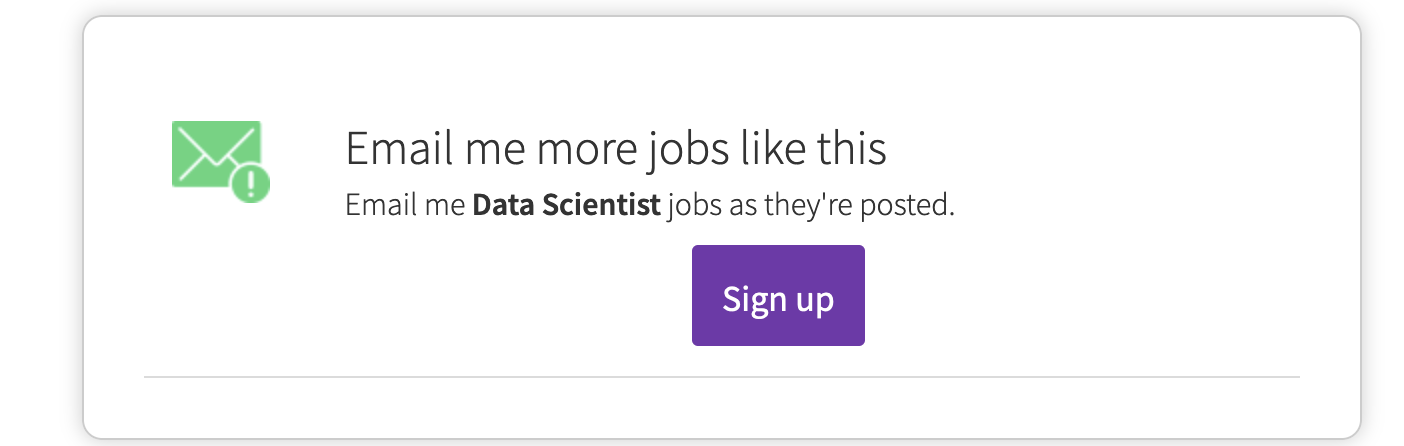 Email me more jobs like this
Email me Data Scientist jobs as they're posted.
Sign up